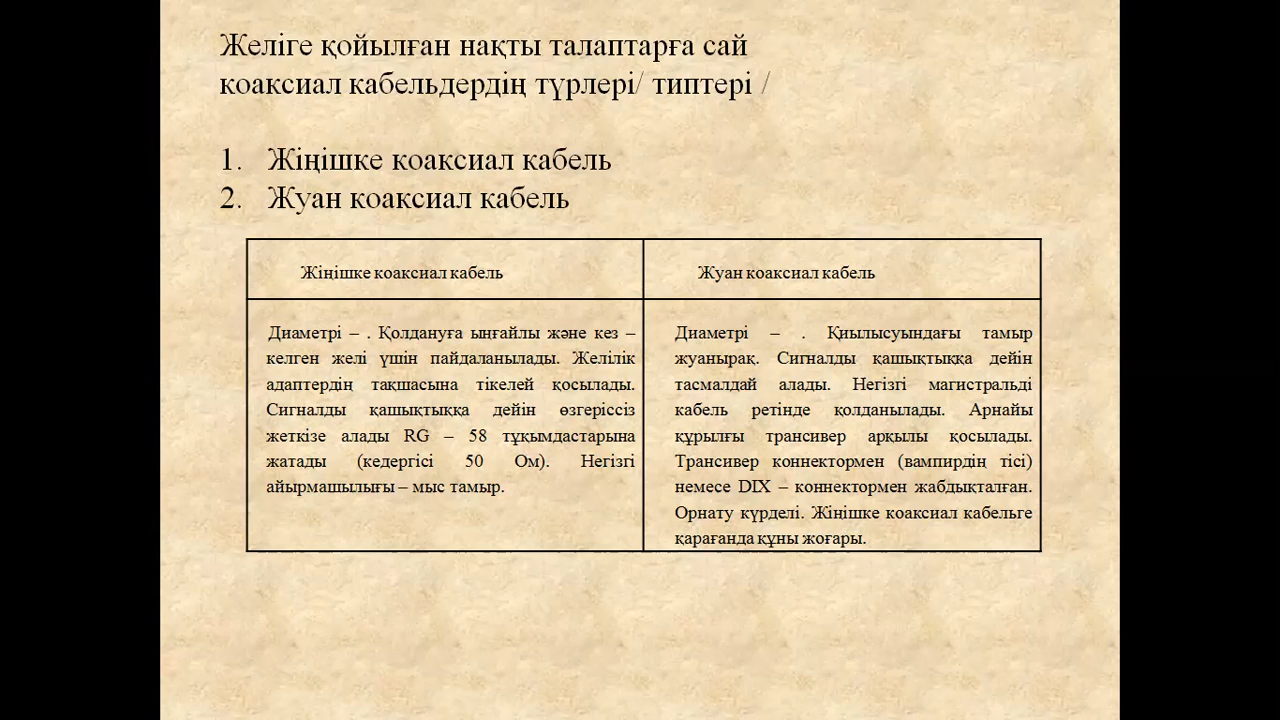 Желіге қойылған нақты талаптарға сай
коаксиал кабельдердің түрлері/ типтері /
1. Жіңішке коаксиал кабель
2. Жуан коаксиал кабель
Жіңішке коаксиал кабель
Жуан коаксиал кабель
Диаметрі – . Қолдануға ыңғайлы және кез –
келген желі үшін пайдаланылады. Желілік
адаптердің тақшасына тікелей қосылады.
Сигналды қашықтыққа дейін өзгеріссіз
жеткізе алады RG – 58 тұқымдастарына
жатады (кедергісі 50 Ом). Негізгі
айырмашылығы – мыс тамыр.
Диаметрі – . Қиылысуындағы тамыр
жуанырақ. Сигналды қашықтыққа дейін
тасмалдай алады. Негізгі магистральді
кабель ретінде қолданылады. Арнайы
құрылғы трансивер арқылы қосылады.
Трансивер коннектормен (вампирдің тісі)
немесе DIX – коннектормен жабдықталған.
Орнату күрделі. Жіңішке коаксиал кабельге
қарағанда құны жоғары.